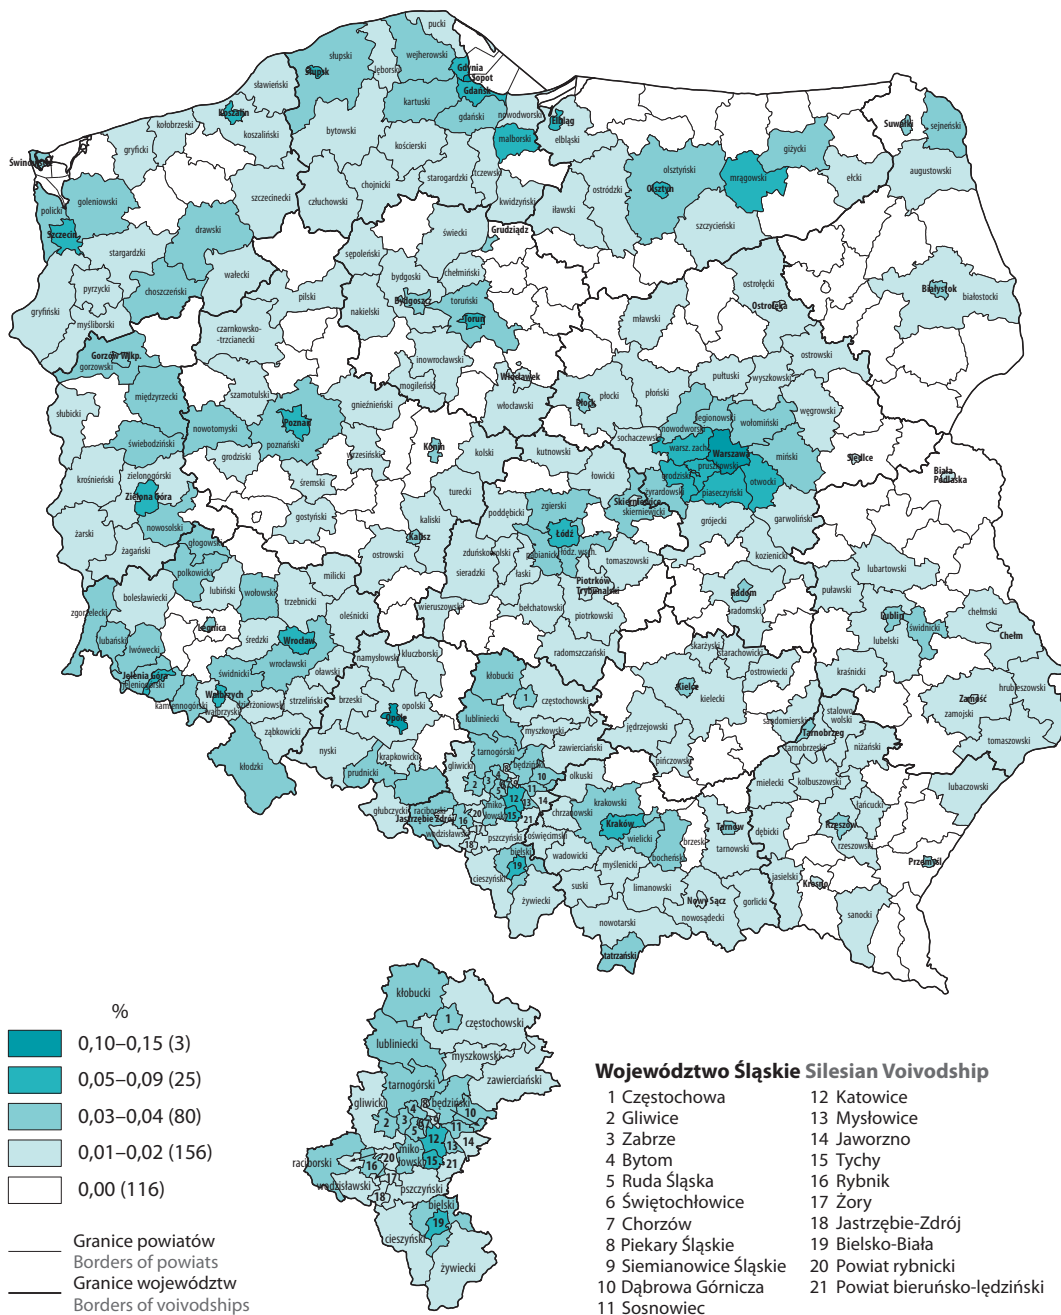 pucki
wejherowski
słupski
Słupsk
lęborski
Gdynia
Sopot
Gdańsk
sławieński
kartuski
gdański
nowodworski
Elbląg
elbląski
malborski
Koszalin
koszaliński
kołobrzeski
gryficki
bytowski
kościerski
starogardzki
tczewski
kwidzyński
chojnicki
człuchowski
szczecinecki
Suwałki
sejneński
augustowski
giżycki
ełcki
olsztyński
Olsztyn
mrągowski
ostródzki
iławski
szczycieński
goleniowski
policki
Szczecin
drawski
stargardzki
choszczeński
wałecki
pyrzycki
gryfiński
myśliborski
świecki
Grudziądz
sępoleński
chełmiński
bydgoski
Bydgoszcz
toruński
Toruń
nakielski
inowrocławski
mogileński
Włocławek
włocławski
pilski
czarnkowsko-
-trzcianecki
Białystok
białostocki
ostrołęcki
Ostrołęka
mławski
ostrowski
pułtuski
wyszkowski
Gorzów Wlkp.
gorzowski
międzyrzecki
słubicki
świebodziński
szamotulski
nowotomyski
Poznań
poznański
gnieźnieński
wrzesiński
grodziski
śremski
gostyński
Konin
kolski
turecki
kaliski
Kalisz
ostrowski
Płock
płocki
płoński
legionowski
nowodworski
wołomiński
węgrowski
sochaczewski
warsz. zach.
Warszawa
pruszkowski
grodziski
otwocki
miński
piaseczyński
żyrardowski
Siedlce
Biała
Podlaska
kutnowski
łowicki
Skierniewice
skierniewicki
grójecki
garwoliński
kozienicki
krośnieński
zielonogórski
Zielona Góra
nowosolski
żarski
żagański
głogowski
polkowicki
lubiński
bolesławiecki
zgorzelecki
lubański
lwówecki
Jelenia Góra
jeleniogórski
kamiennogórski
Legnica
wołowski
milicki
trzebnicki
oleśnicki
średzki
Wrocław
wrocławski
oławski
świdnicki
Wałbrzych
wałbrzyski
dzierżoniowski
strzeliński
ząbkowicki
kłodzki
poddębicki
zgierski
Łódź
pabianicki
łódz. wsch.
zduńskowolski
łaski
sieradzki
tomaszowski
Piotrków
Trybunalski
piotrkowski
bełchatowski
wieruszowski
radomszczański
Radom
radomski
lubartowski
puławski
Lublin
lubelski
świdnicki
chełmski
Chełm
kraśnicki
Zamość
zamojski
hrubieszowski
tomaszowski
skarżyski
starachowicki
ostrowiecki
Kielce
kielecki
jędrzejowski
pińczowski
sandomierski
Tarnobrzeg
tarnobrzeski
stalowo-
wolski
niżański
mielecki
kolbuszowski
łańcucki
lubaczowski
Rzeszów
rzeszowski
dębicki
jasielski
Krosno
Przemyśl
sanocki
kluczborski
namysłowski
brzeski
Opole
opolski
nyski
krapkowicki
prudnicki
głubczycki
kłobucki
1
częstochowski
lubliniecki
myszkowski
zawierciański
tarnogórski
będziński
gliwicki
raciborski
Jastrzębie Zdrój
wodzisławski
pszczyński
bielski
19
cieszyński
żywiecki
olkuski
krakowski
chrzanowski
Kraków
wielicki
oświęcimski
wadowicki
myślenicki
bocheński
brzeski
Tarnów
tarnowski
suski
limanowski
Nowy Sącz
nowosądecki
gorlicki
nowotarski
tatrzański
kłobucki
1
częstochowski
lubliniecki
myszkowski
zawierciański
tarnogórski
gliwicki
będziński
raciborski
wodzisławski
pszczyński
bielski
19
cieszyński
żywiecki
%
0,10–0,15 (3)
0,05–0,09 (25)
0,03–0,04 (80)
0,01–0,02 (156)
0,00 (116)
Granice powiatów
Borders of powiats
Granice województw
Borders of voivodships
Województwo Śląskie Silesian Voivodship
1 Częstochowa
2 Gliwice
3 Zabrze
4 Bytom
5 Ruda Śląska
6 Świętochłowice
7 Chorzów
8 Piekary Śląskie
9 Siemianowice Śląskie
10 Dąbrowa Górnicza
11 Sosnowiec
12 Katowice
13 Mysłowice
14 Jaworzno
15 Tychy
16 Rybnik
17 Żory
18 Jastrzębie-Zdrój
19 Bielsko-Biała
20 Powiat rybnicki
21 Powiat bieruńsko-lędziński